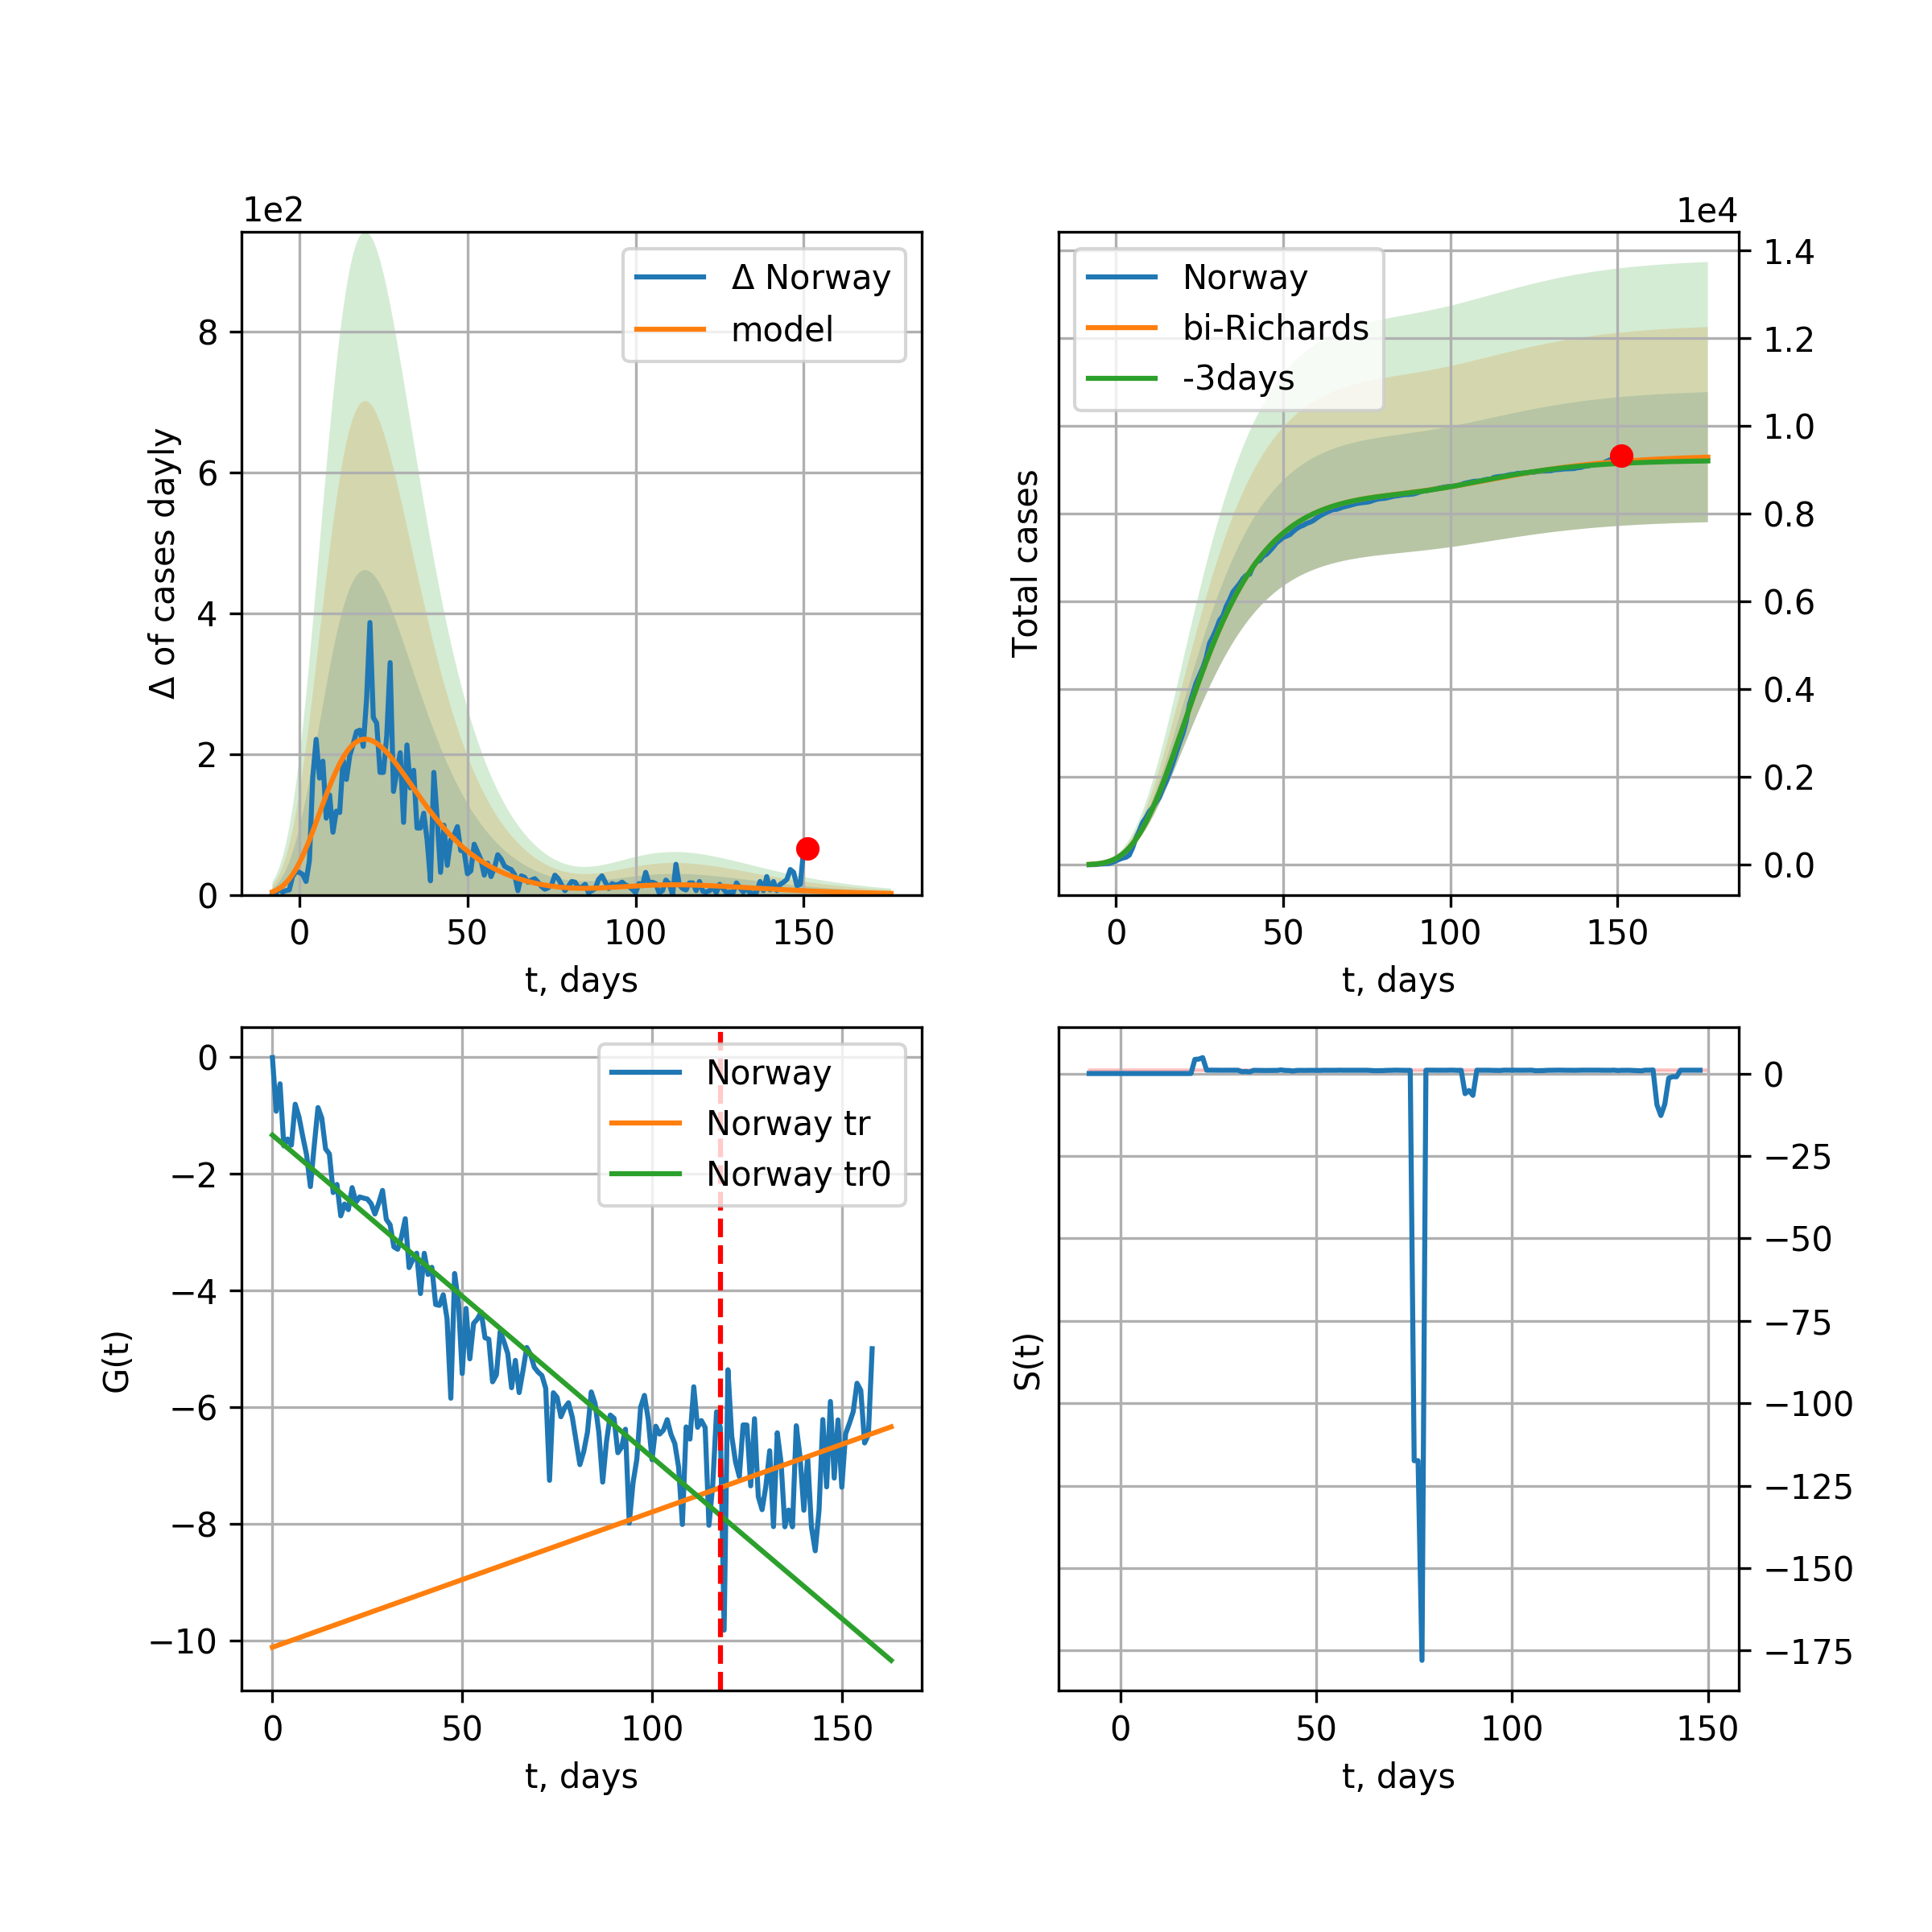 1e2
Δ Norway
model
8
6
4
2
0
Δ of cases dayly
0 50 100 150
t, days
1e4
Norway
bi-Richards
-3days
1.4
1.2
1.0
0.8
0.6
0.4
0.2
0.0
Total cases
0 50 100 150
t, days
Norway
Norway tr
Norway tr0
0
−2
−4
−6
−8
−10
G(t)
0 50 100 150
t, days
0
−25
−50
−75
−100
−125
−150
−175
S(t)
0 50 100 150
t, days